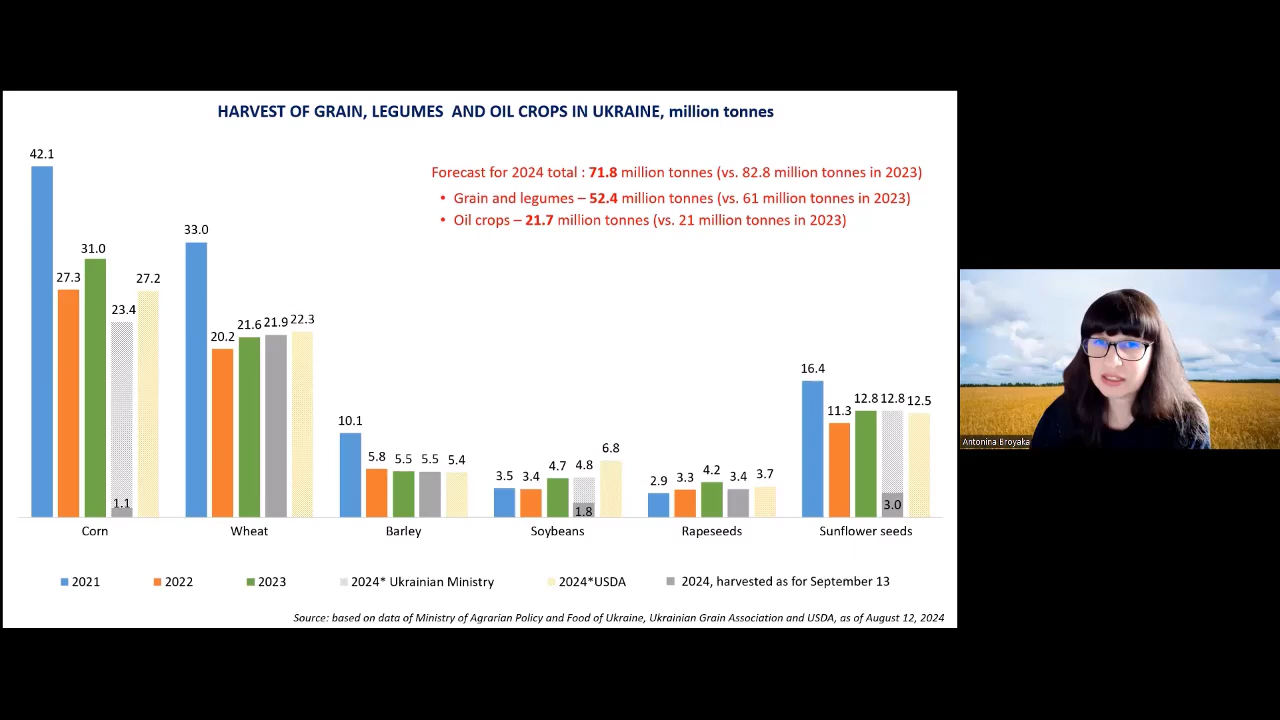 HARVEST OF GRAIN, LEGUMES AND OIL CROPS IN UKRAINE, million tonnes
Forecast for 2024 total : 71.8 million tonnes (vs. 82.8 million tonnes in 2023)
• Grain and legumes – 52.4 million tonnes (vs. 61 million tonnes in 2023)
• Oil crops – 21.7 million tonnes (vs. 21 million tonnes in 2023)
42.1
27.3
31.0
23.4
1.1
27.2
33.0
20.2
21.6
21.9
22.3
10.1
5.8
5.5
5.5
5.4
3.5
3.4
4.7
4.8
1.8
6.8
2.9
3.3
4.2
3.4
3.7
16.4
11.3
12.8
12.8
3.0
12.5
Corn
Wheat
Barley
Soybeans
Rapeseeds
Sunflower seeds
2021
2022
2023
2024* Ukrainian Ministry
2024*USDA
2024, harvested as for September 13
Source: based on data of Ministry of Agrarian Policy and Food of Ukraine, Ukrainian Grain Association and USDA, as of August 12, 2024
Antonina Broyaka